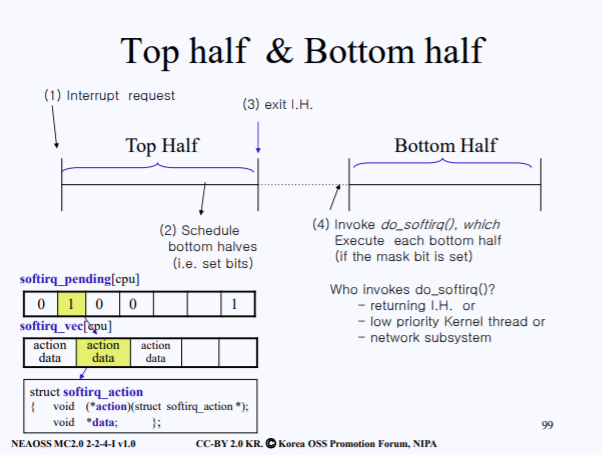 Top half & Bottom half
(1) Interrupt request
(3) exit I.H.
Top Half
Bottom Half
(2) Schedule
bottom halves
(i.e. set bits)
(4) Invoke do_softirq(), which
Execute each bottom half
(if the mask bit is set)
softirq_pending[cpu]
0 1 0 0 1
softirq_vec[cpu]
action action action
data data data
Who invokes do_softirq()?
– returning I.H. or
– low priority Kernel thread or
– network subsystem
struct softirq_action
{ void (*action)(struct softirq_action *);
void *data; };
99
NEAOSS MC2.0 2-2-4-I v1.0
CC-BY 2.0 KR. © Korea OSS Promotion Forum, NIPA